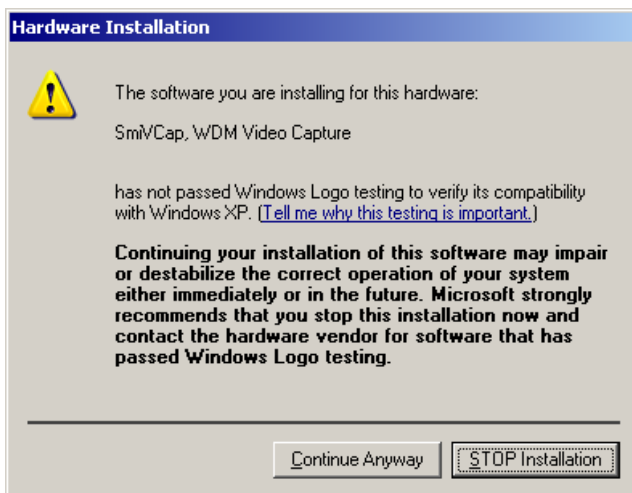 Hardware Installation
The software you are installing for this hardware:
SmiVCap, WDM Video Capture
has not passed Windows Logo testing to verify its compatibility
with Windows XP. (Tell me why this testing is important.)
Continuing your installation of this software may impair
or destabilize the correct operation of your system
either immediately or in the future. Microsoft strongly
recommends that you stop this installation now and
contact the hardware vendor for software that has
passed Windows Logo testing.
Continue Anyway
STOP Installation